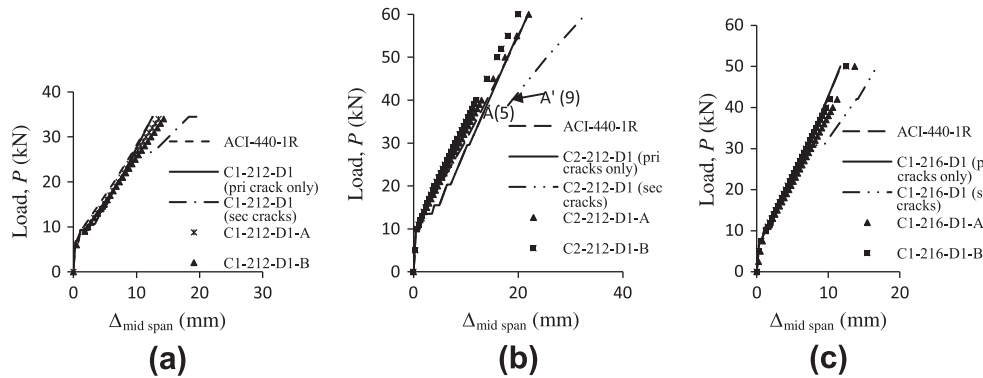 60
50
40
30
20
10
0
0 10 20 30
Load, P (kN)
Δmid span (mm)
ACI-440-1R
C1-212-D1
(pri crack only)
C1-212-D1
(sec cracks)
C1-212-D1-A
C1-212-D1-B
(a)
60
50
40
30
20
10
0
0 20 40
Load, P (kN)
Δmid span (mm)
A(5)
A' (9)
ACI-440-1R
C2-212-D1 (pri
cracks only)
C2-212-D1 (sec
cracks)
C2-212-D1-A
C2-212-D1-B
(b)
60
50
40
30
20
10
0
0 10 20
Load, P (kN)
Δmid span (mm)
ACI-440-1R
C1-216-D1 (p
cracks only)
C1-216-D1 (s
cracks)
C1-216-D1-A
C1-216-D1-B
(c)